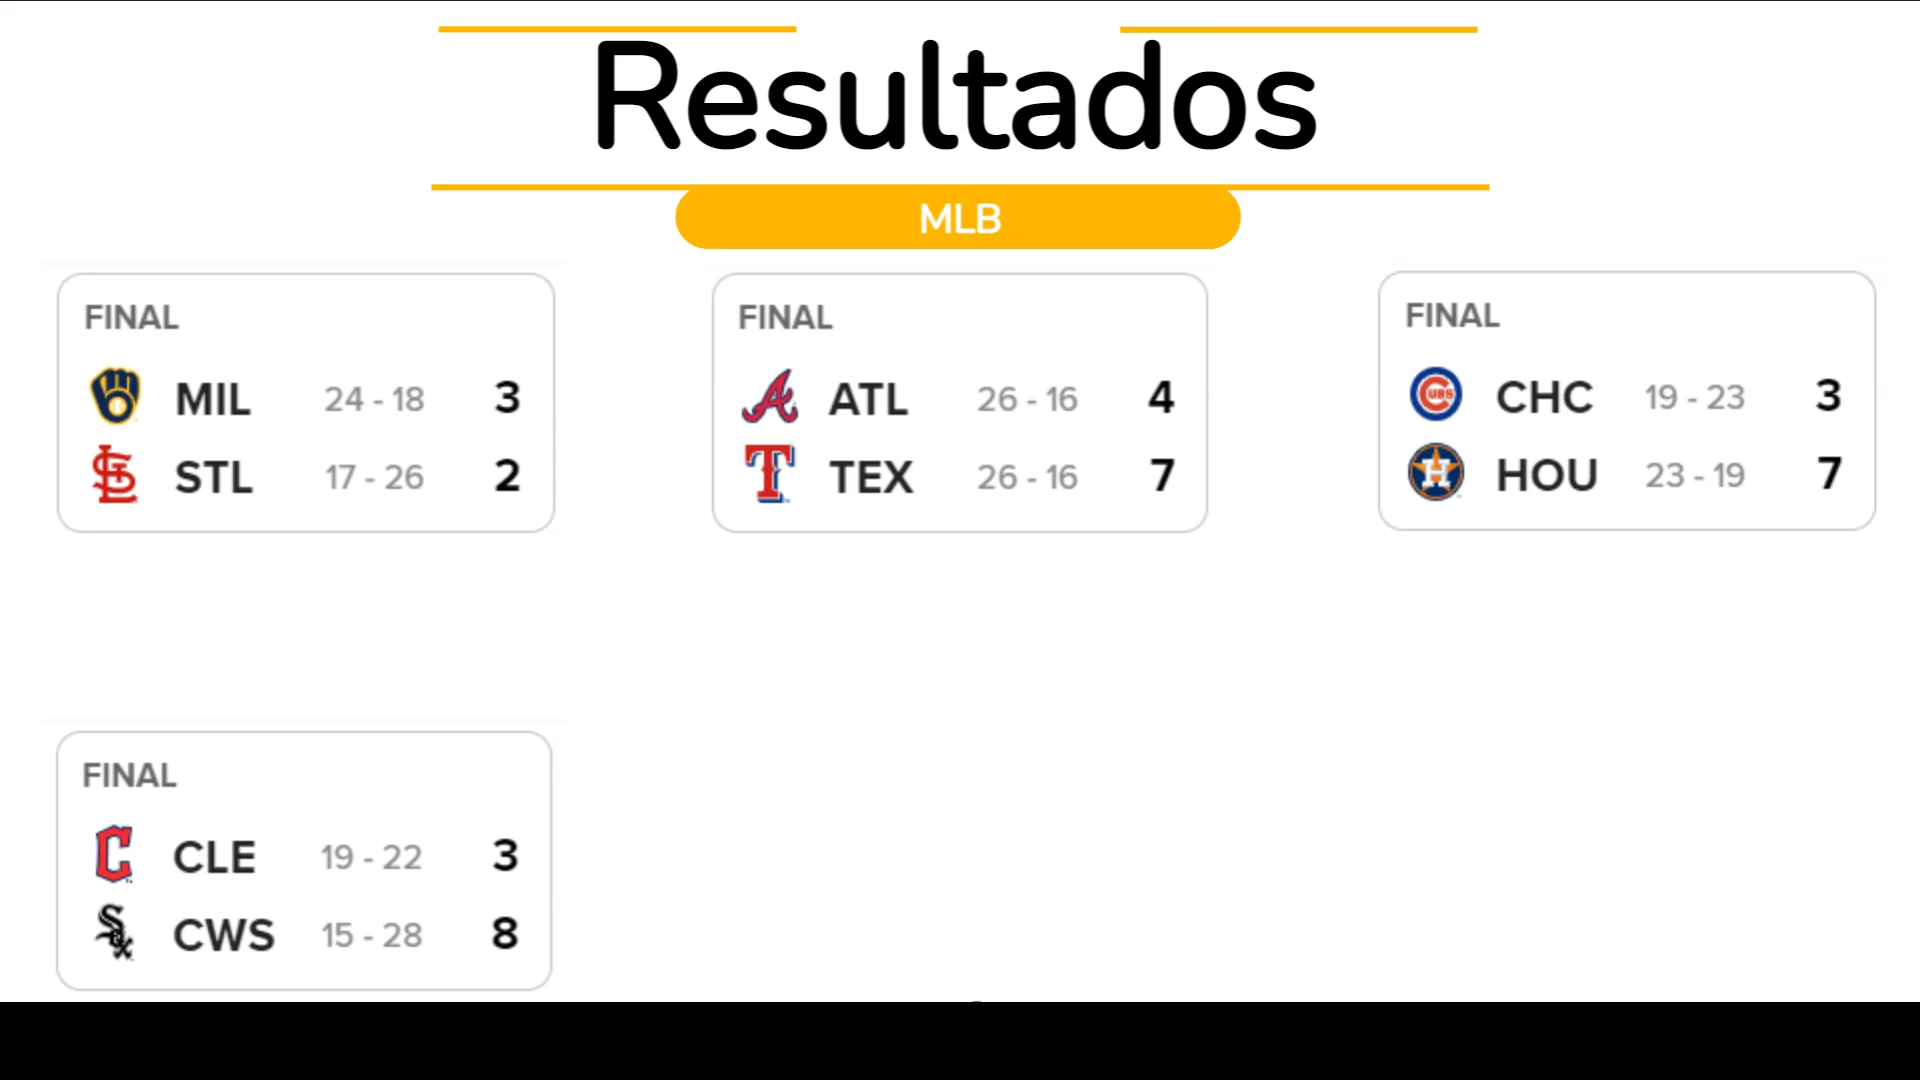 Resultados
MLB
FINAL
MIL 24 - 18 3
STL 17 - 26 2
FINAL
ATL 26 - 16 4
TEX 26 - 16 7
FINAL
CHC 19 - 23 3
HOU 23 - 19 7
FINAL
CLE 19 - 22 3
CWS 15 - 28 8